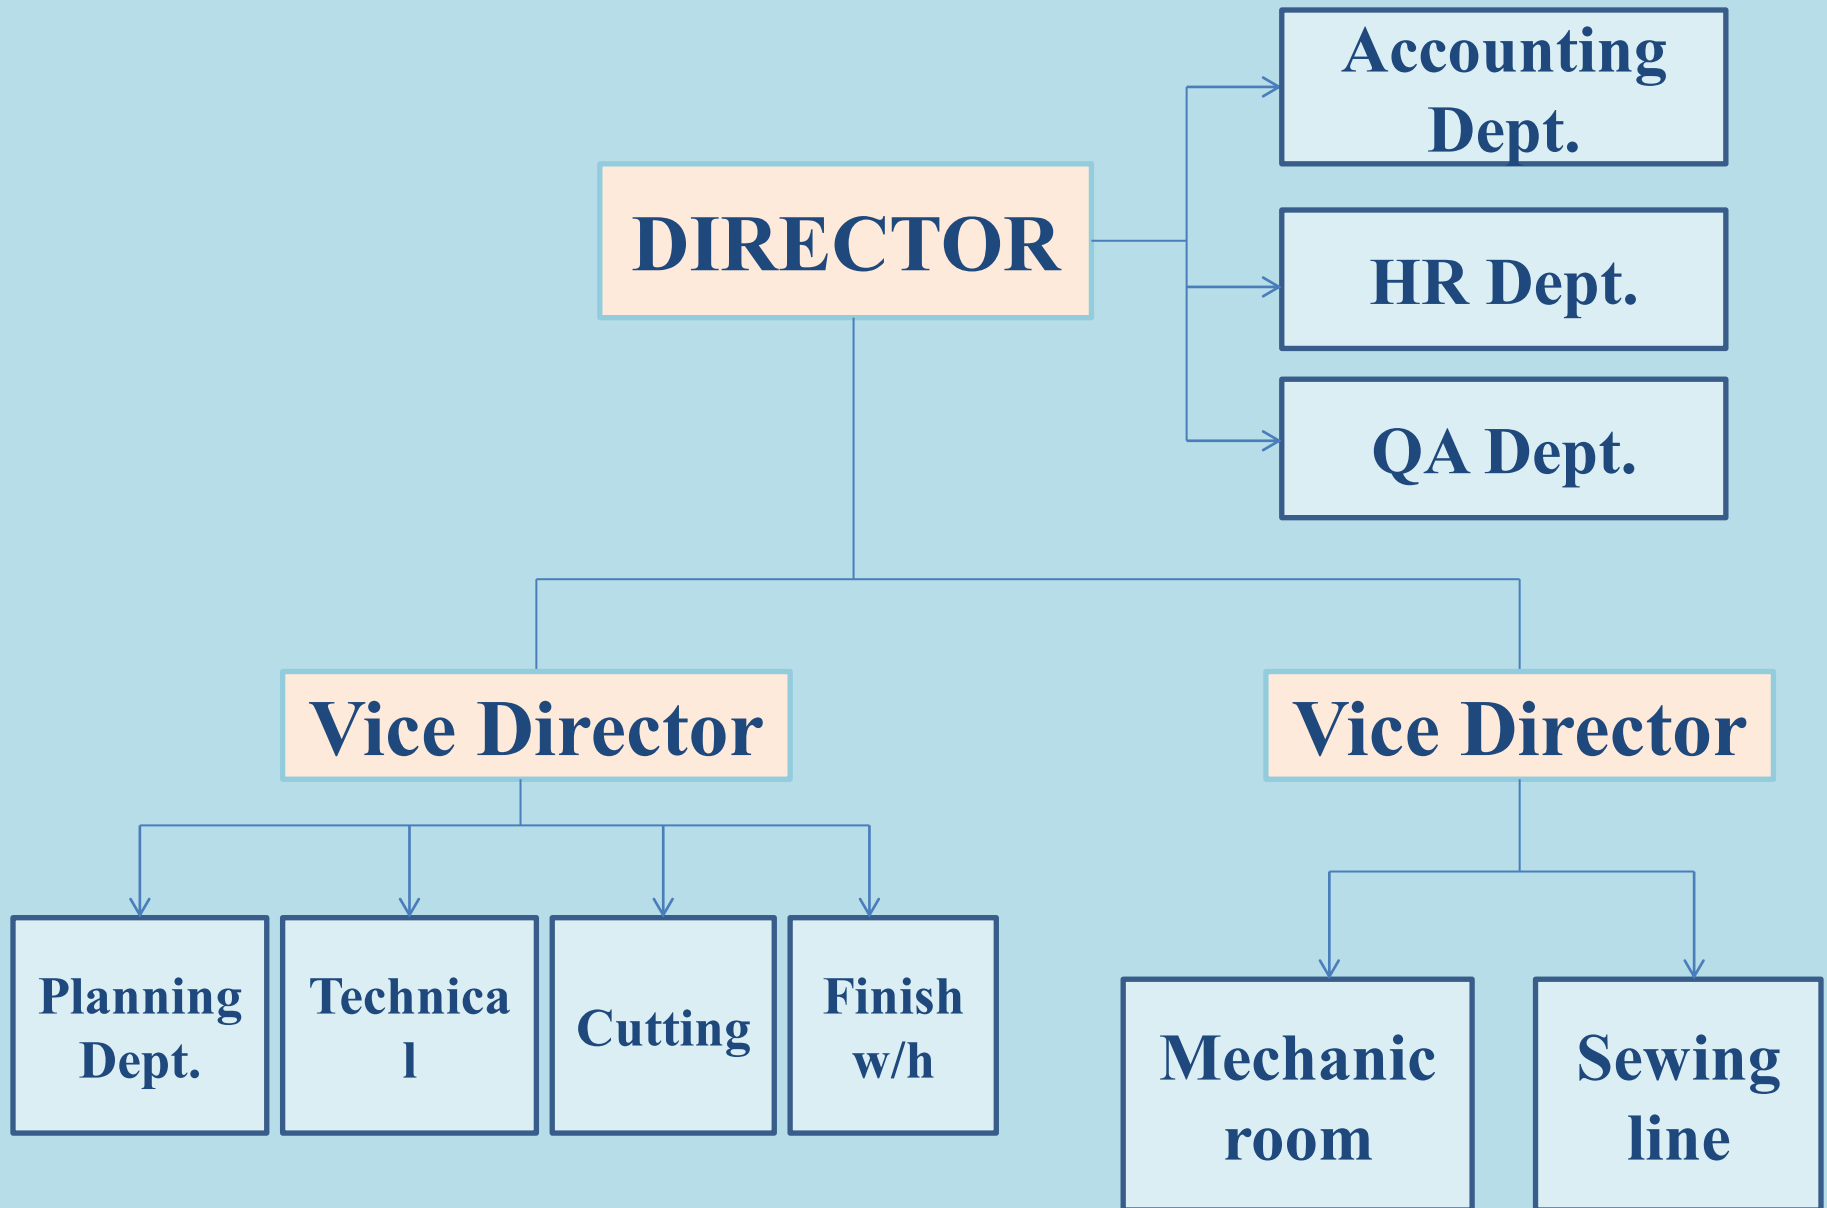 Accounting
Dept.
DIRECTOR
HR Dept.
QA Dept.
Vice Director
Vice Director
Planning
Dept.
Technica
l
Cutting
Finish
w/h
Mechanic
room
Sewing
line